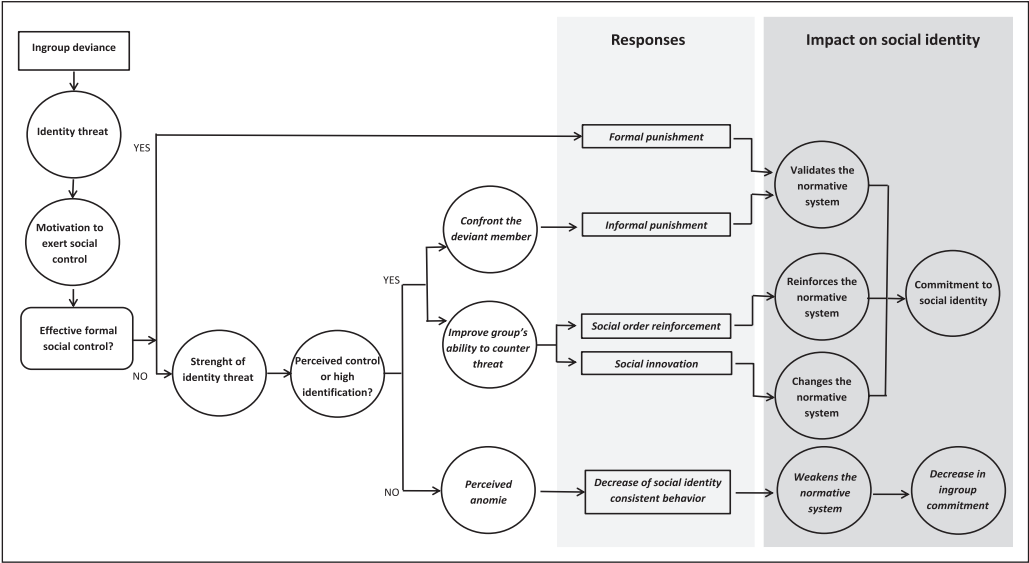 Responses
Impact on social identity
Ingroup deviance
Identity threat
YES
Motivation to
exert social
control
Effective formal
social control?
NO
Strenght of
identity threat
Perceived control
or high
identification?
YES
NO
Confront the
deviant member
Improve group's
ability to counter
threat
Perceived
anomie
Formal punishment
Informal punishment
Social order reinforcement
Social innovation
Decrease of social identity
consistent behavior
Validates the
normative
system
Reinforces the
normative
system
Changes the
normative
system
Weakens the
normative
system
Commitment to
social identity
Decrease in
ingroup
commitment